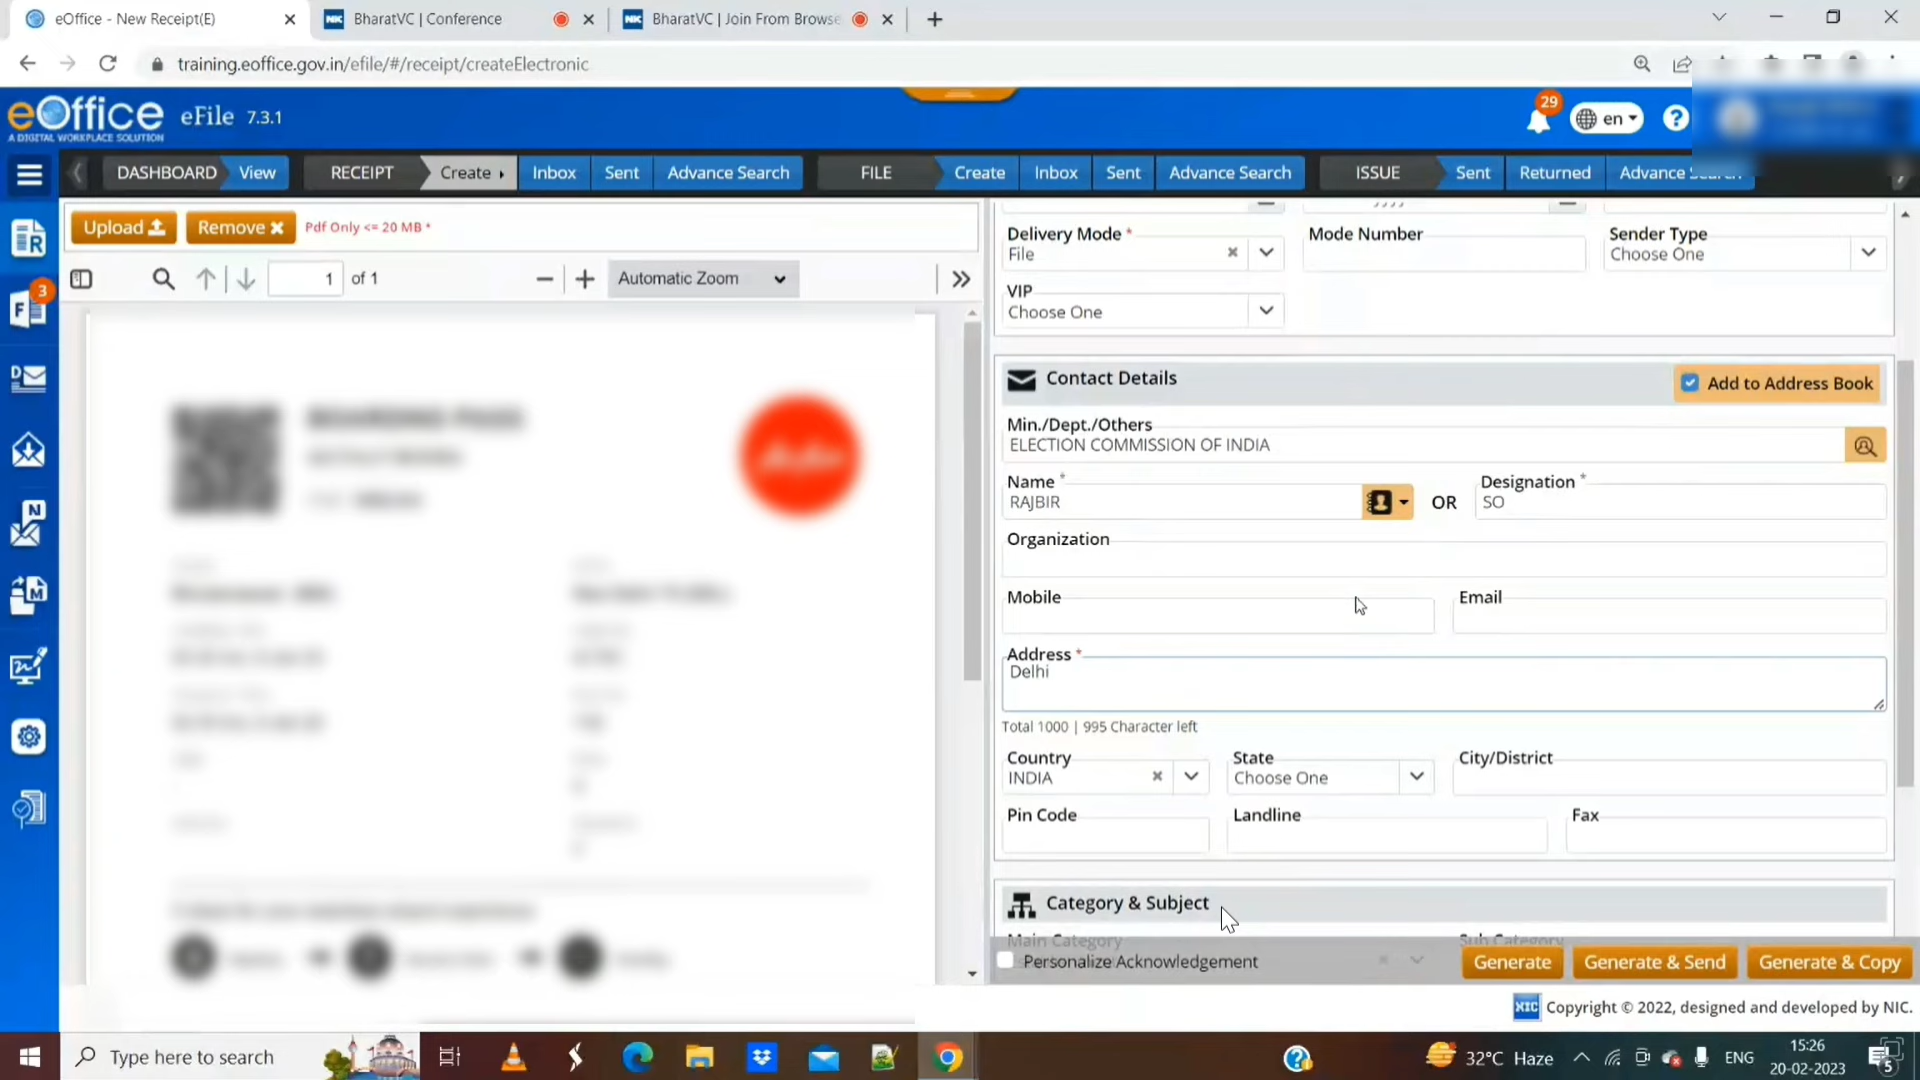 eOffice - New Receipt(E)
BharatVC | Conference
BharatVC | Join From Browse
training.eoffice.gov.in/efile/#/receipt/createElectronic
eOffice
A DIGITAL WORKPLACE SOLUTION
eFile 7.3.1
29
en
?
DASHBOARD View RECEIPT Create Inbox Sent Advance Search FILE Create Inbox Sent Advance Search ISSUE Sent Returned Advance Search
Upload Remove Pdf Only <= 20 MB *
1 of 1
Automatic Zoom
3
Delivery Mode *
File
Mode Number
Sender Type
Choose One
VIP
Choose One
Contact Details
Add to Address Book
Min./Dept./Others
ELECTION COMMISSION OF INDIA
Name *
RAJBIR
OR
Designation *
SO
Organization
Mobile
Email
Address *
Delhi
Total 1000 | 995 Character left
Country
INDIA
State
Choose One
City/District
Pin Code
Landline
Fax
Category & Subject
Main Category
Sub Category
Personalize Acknowledgement
Generate
Generate & Send
Generate & Copy
NIC Copyright © 2022, designed and developed by NIC.
Type here to search
32°C Haze
ENG
15:26
20-02-2023
5